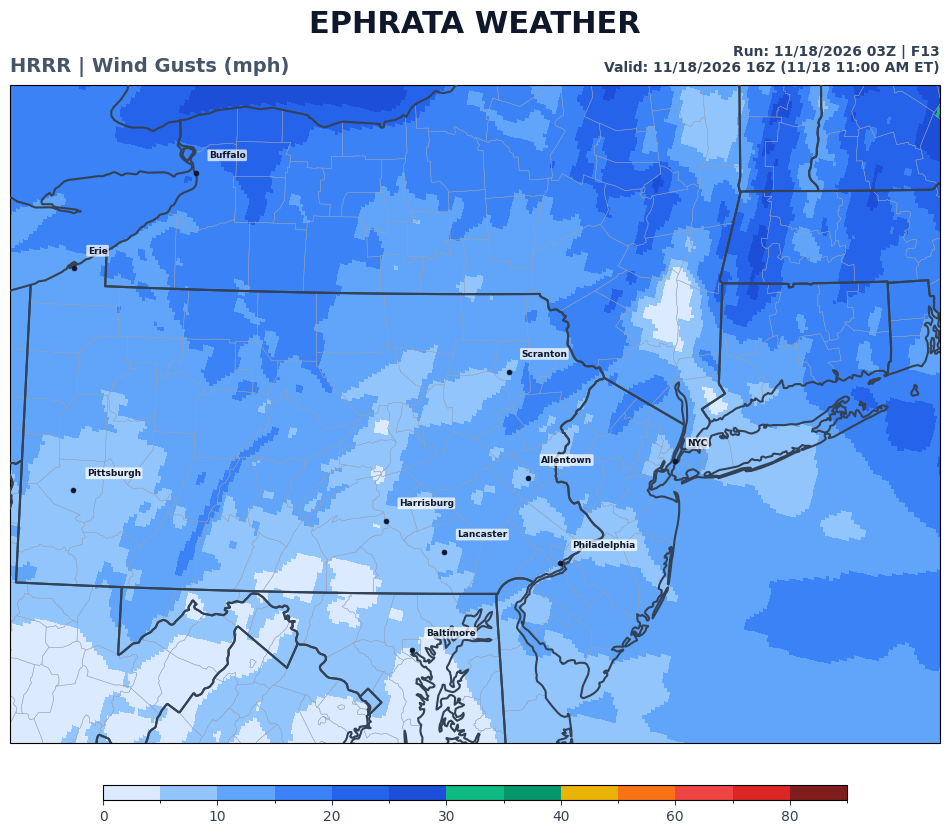 EPHRATA WEATHER
HRRR | Wind Gusts (mph)
Run: 11/18/2026 03Z | F13
Valid: 11/18/2026 16Z (11/18 11:00 AM ET)
Buffalo
Erie
Scranton
NYC
Allentown
Pittsburgh
Harrisburg
Lancaster
Philadelphia
Baltimore
0 10 20 30 40 50 60 70 80